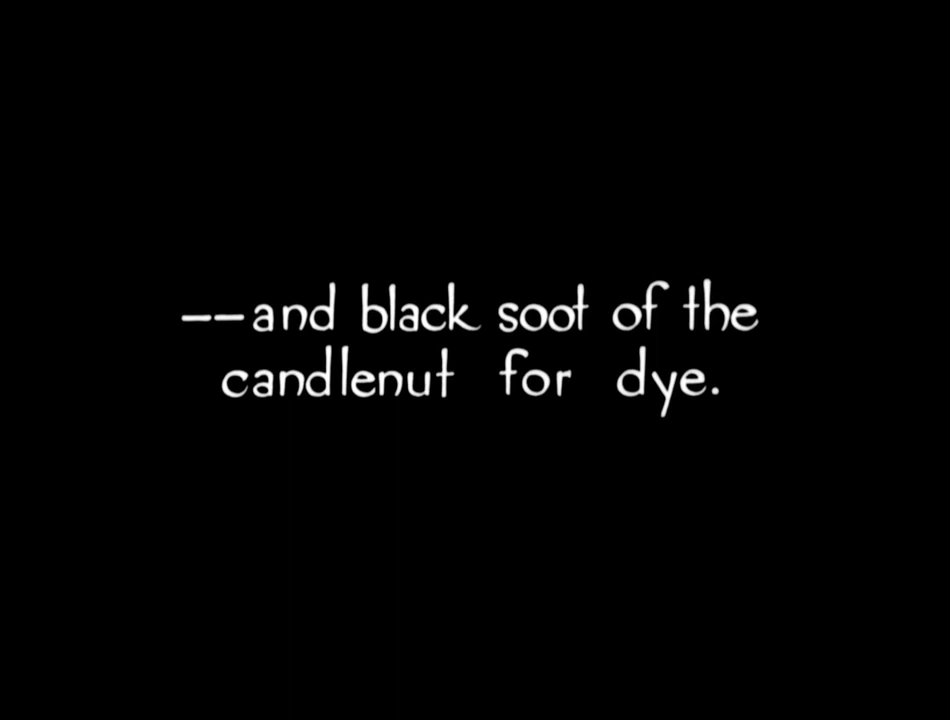 --and black soot of the
candlenut for dye.